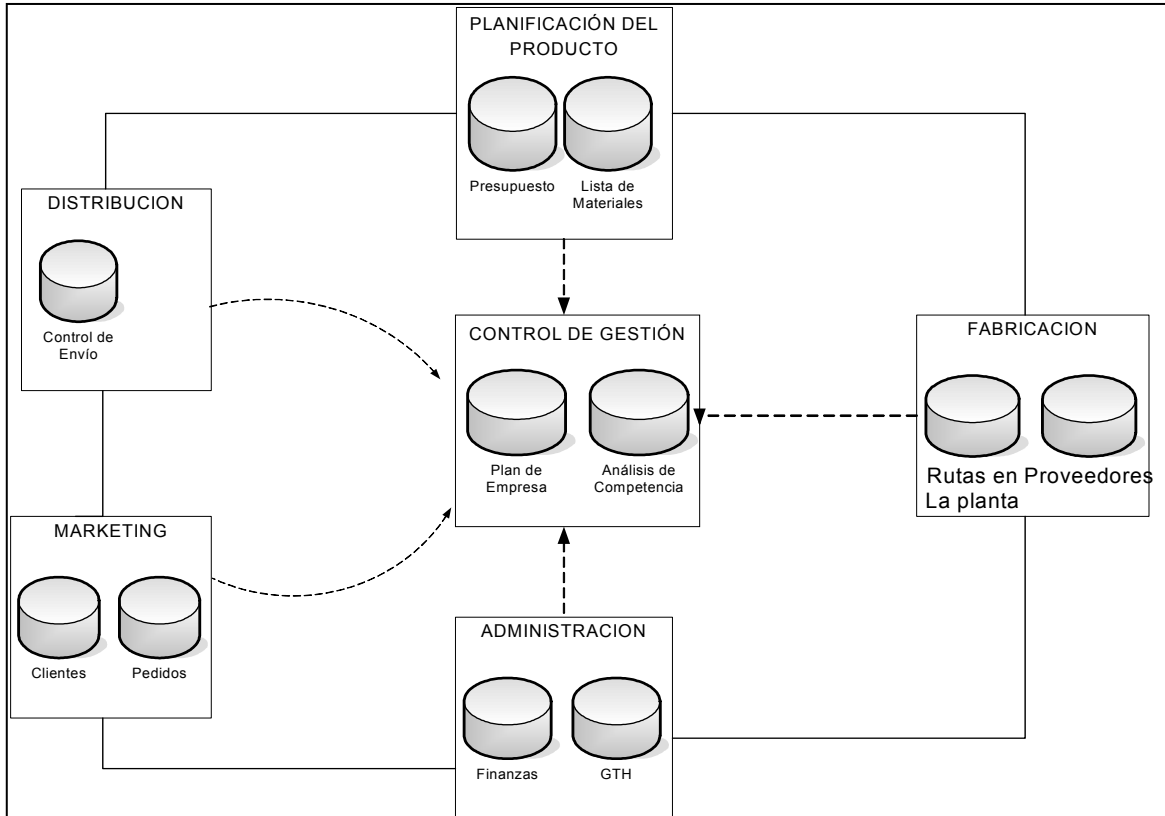 PLANIFICACIÓN DEL
PRODUCTO
Presupuesto
Lista de
Materiales
DISTRIBUCION
Control de
Envío
CONTROL DE GESTIÓN
Plan de
Empresa
Análisis de
Competencia
FABRICACION
Rutas en Proveedores
La planta
MARKETING
Clientes
Pedidos
ADMINISTRACION
Finanzas
GTH